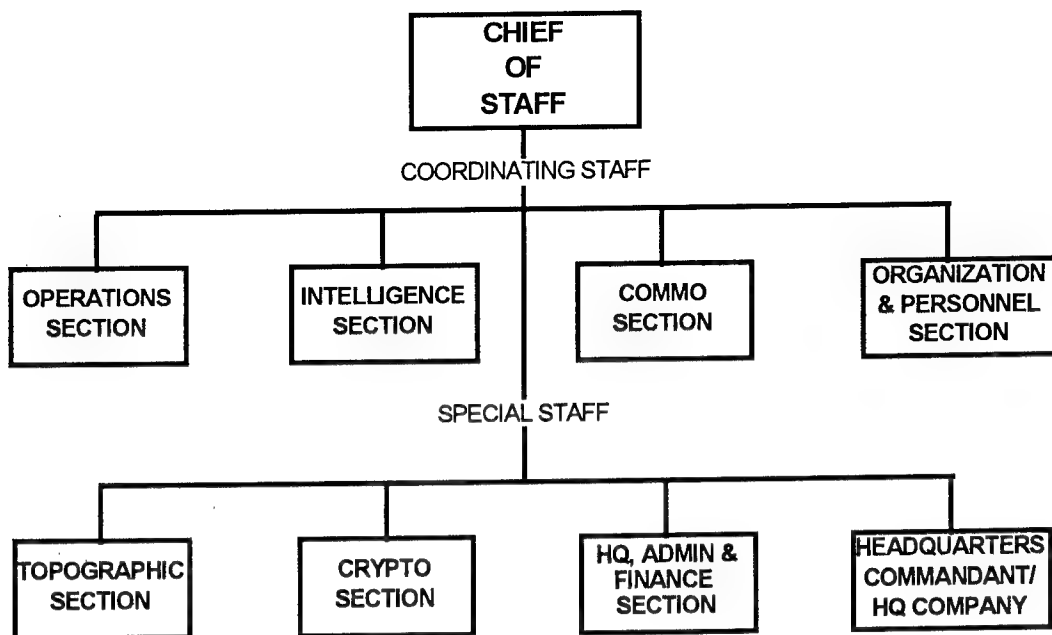 CHIEF
OF
STAFF
COORDINATING STAFF
OPERATIONS
SECTION
INTELLIGENCE
SECTION
COMMO
SECTION
ORGANIZATION
& PERSONNEL
SECTION
SPECIAL STAFF
TOPOGRAPHIC
SECTION
CRYPTO
SECTION
HQ, ADMIN &
FINANCE
SECTION
HEADQUARTERS
COMMANDANT/
HQ COMPANY